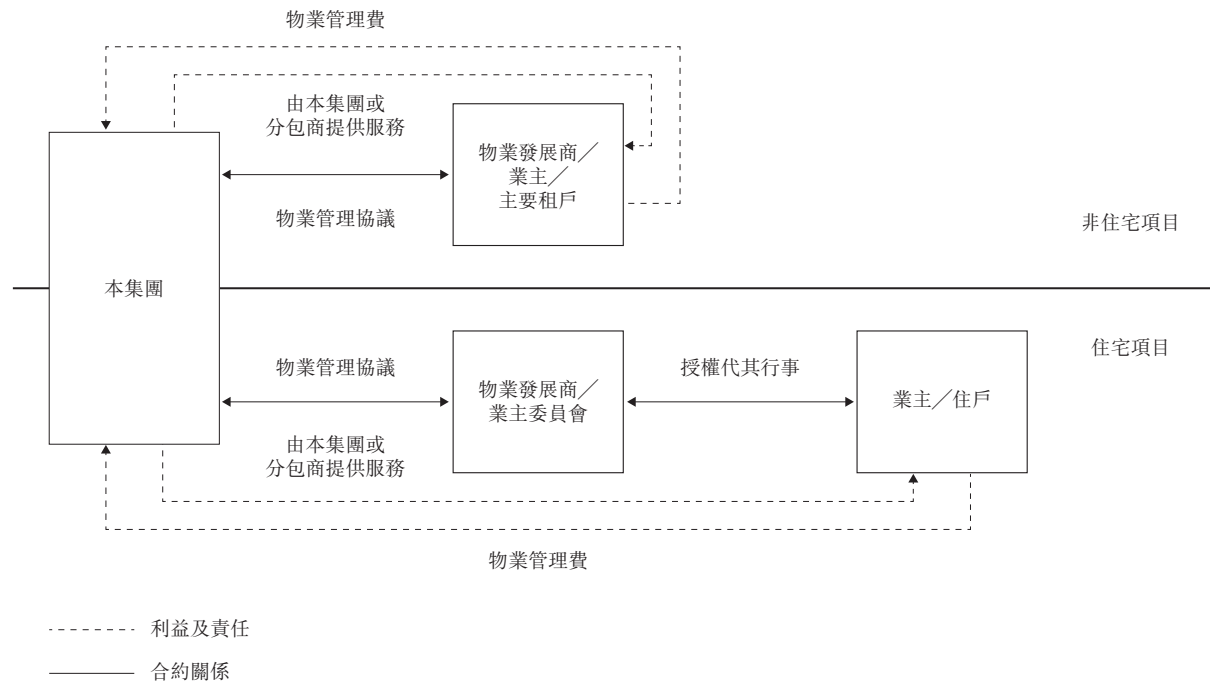 物業管理費
由本集團或
分包商提供服務
物業發展商／
業主／
主要租戶
物業管理協議
非住宅項目
本集團
住宅項目
物業管理協議
物業發展商／
業主委員會
授權代其行事
業主／住戶
由本集團或
分包商提供服務
物業管理費
利益及責任
合約關係